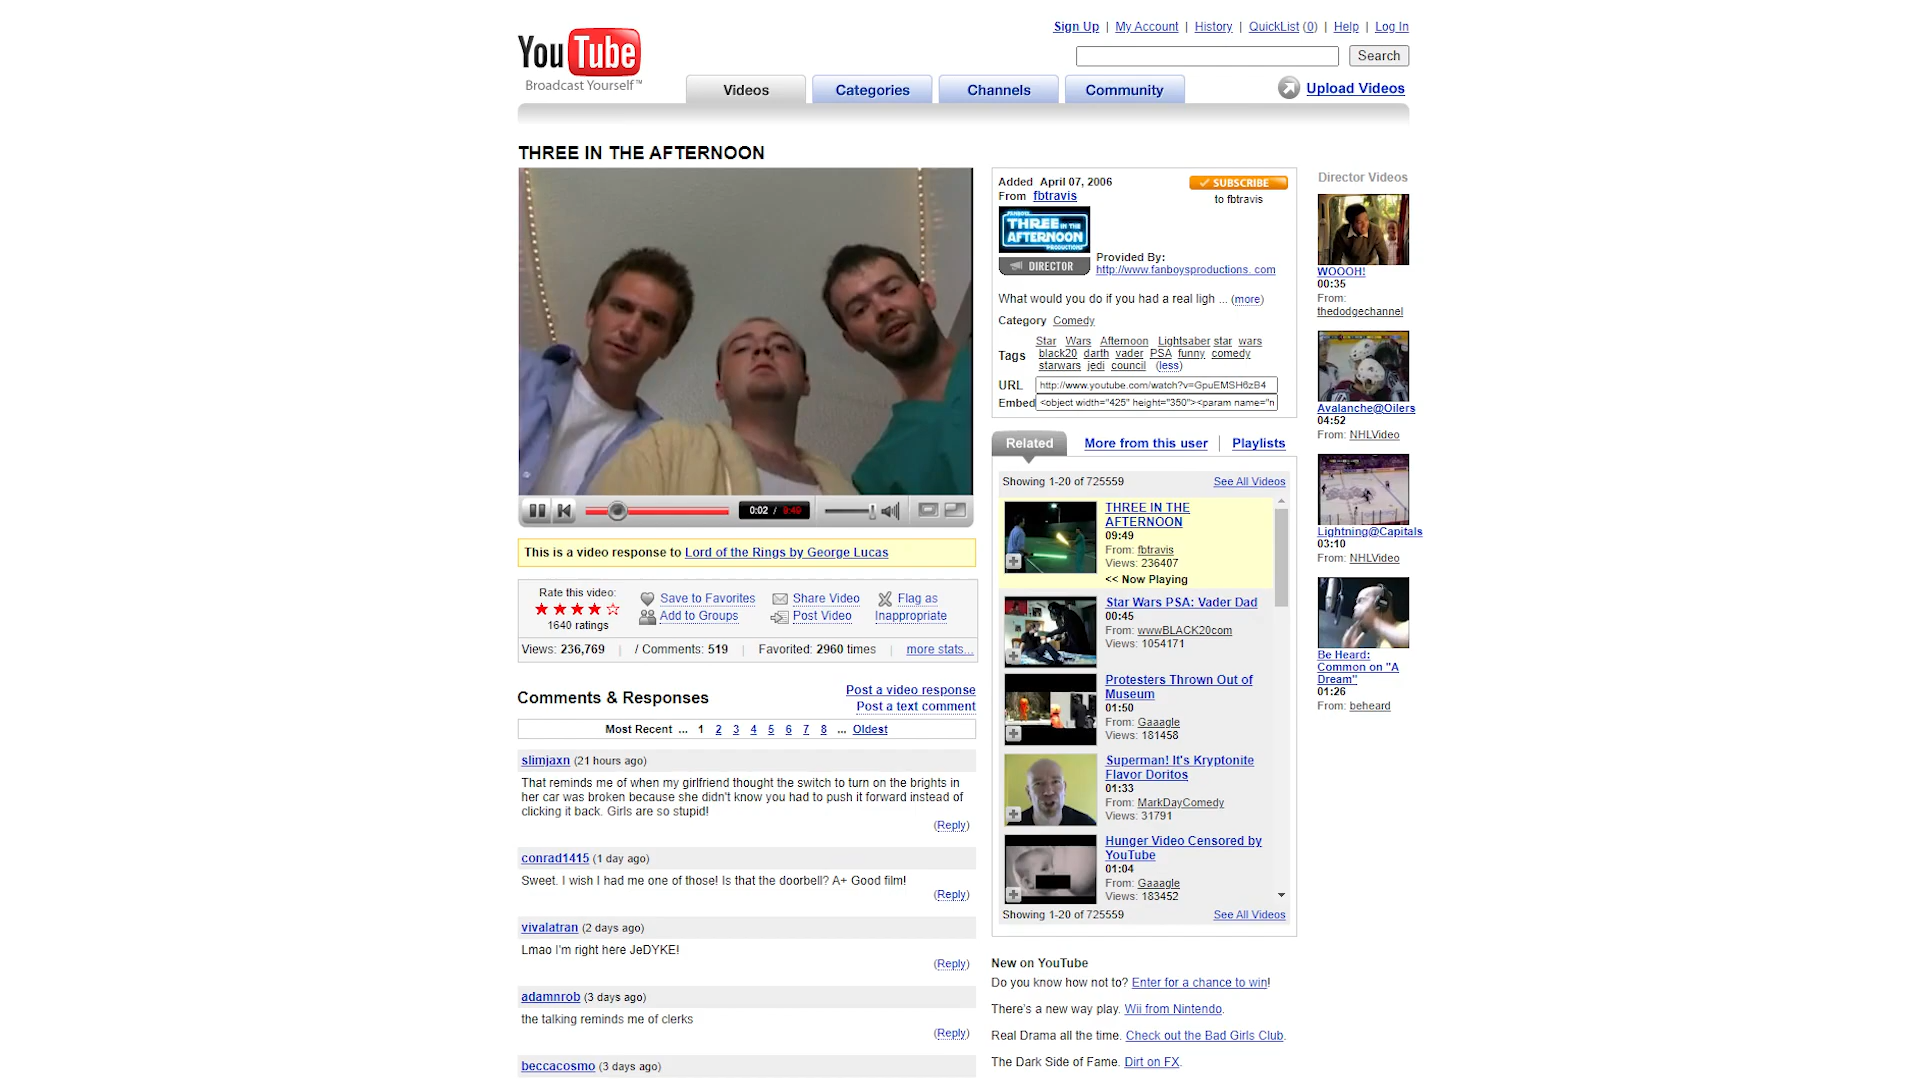 Sign Up | My Account | History | QuickList (0) | Help | Log In
YouTube
Broadcast Yourself™
Search
Videos
Categories
Channels
Community
Upload Videos
THREE IN THE AFTERNOON
0:02 / 9:49
This is a video response to Lord of the Rings by George Lucas
Rate this video:
1640 ratings
Save to Favorites
Add to Groups
Share Video
Post Video
Flag as
Inappropriate
Views: 236,769 | / Comments: 519 | Favorited: 2960 times | more stats...
Comments & Responses
Post a video response
Post a text comment
Most Recent ... 1 2 3 4 5 6 7 8 ... Oldest
slimjaxn (21 hours ago)
That reminds me of when my girlfriend thought the switch to turn on the brights in
her car was broken because she didn't know you had to push it forward instead of
clicking it back. Girls are so stupid!
(Reply)
conrad1415 (1 day ago)
Sweet. I wish I had me one of those! Is that the doorbell? A+ Good film!
(Reply)
vivalatran (2 days ago)
Lmao I'm right here JeDYKE!
(Reply)
adamnrob (3 days ago)
the talking reminds me of clerks
(Reply)
beccacosmo (3 days ago)
Added April 07, 2006
From fbtravis
SUBSCRIBE
to fbtravis
FANBOYS
THREE IN THE
AFTERNOON
PRODUCTIONS
DIRECTOR
Provided By:
http://www.fanboysproductions. com
What would you do if you had a real ligh ... (more)
Category Comedy
Tags
Star Wars Afternoon Lightsaber star wars
black20 darth vader PSA funny comedy
starwars jedi council (less)
URL http://www.youtube.com/watch?v=GpuEMSH6zB4
Embed <object width="425" height="350"><param name="n
Related
More from this user | Playlists
Showing 1-20 of 725559
See All Videos
THREE IN THE
AFTERNOON
09:49
From: fbtravis
Views: 236407
<< Now Playing
Star Wars PSA: Vader Dad
00:45
From: wwwBLACK20com
Views: 1054171
Protesters Thrown Out of
Museum
01:50
From: Gaaagle
Views: 181458
Superman! It's Kryptonite
Flavor Doritos
01:33
From: MarkDayComedy
Views: 31791
Hunger Video Censored by
YouTube
01:04
From: Gaaagle
Views: 183452
Showing 1-20 of 725559
See All Videos
New on YouTube
Do you know how not to? Enter for a chance to win!
There's a new way play. Wii from Nintendo.
Real Drama all the time. Check out the Bad Girls Club.
The Dark Side of Fame. Dirt on FX.
Director Videos
WOOOH!
00:35
From:
thedodgechannel
Avalanche@Oilers
04:52
From: NHLVideo
Lightning@Capitals
03:10
From: NHLVideo
Be Heard:
Common on "A
Dream"
01:26
From: beheard